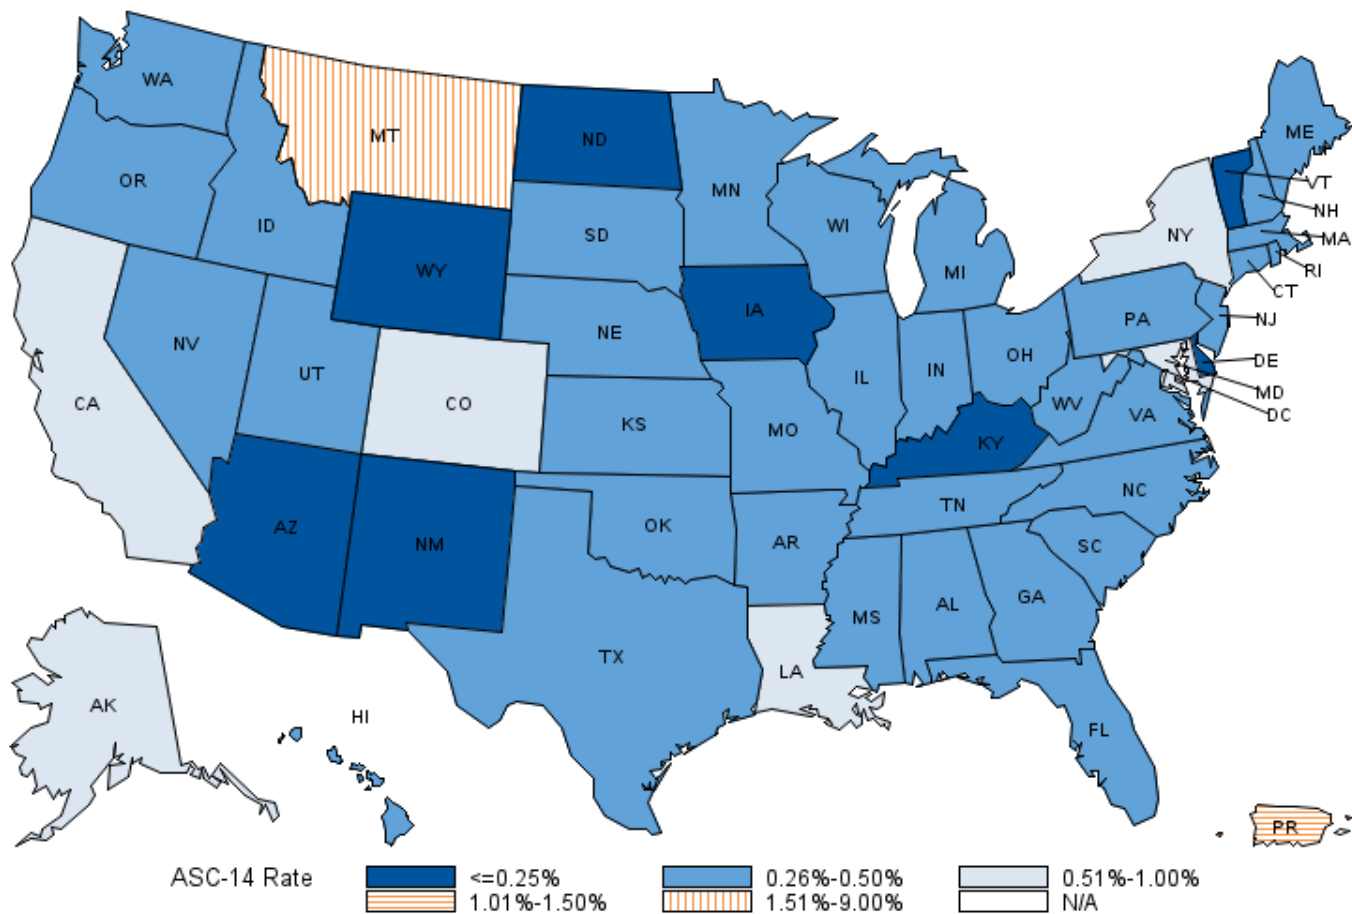 WA
MT
ND
ME
OR
MN
VT
ID
SD
WI
NH
NY
MA
WY
MI
RI
IA
CT
NE
PA
NJ
NV
UT
OH
DE
IL
IN
MD
CA
CO
WV
DC
KS
MO
VA
KY
NC
TN
AZ
NM
OK
AR
SC
GA
MS
AL
TX
LA
AK
HI
FL
PR
ASC-14 Rate <=0.25% 0.26%-0.50% 0.51%-1.00%
1.01%-1.50% 1.51%-9.00% N/A